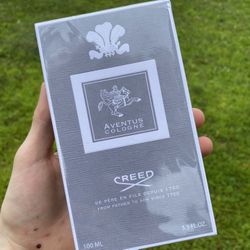 AVENTUS
COLOGNE
CREED
DE PÈRE EN FILS DEPUIS 1760
FROM FATHER TO SON SINCE 1760
100 ML
3.3 FL.OZ.